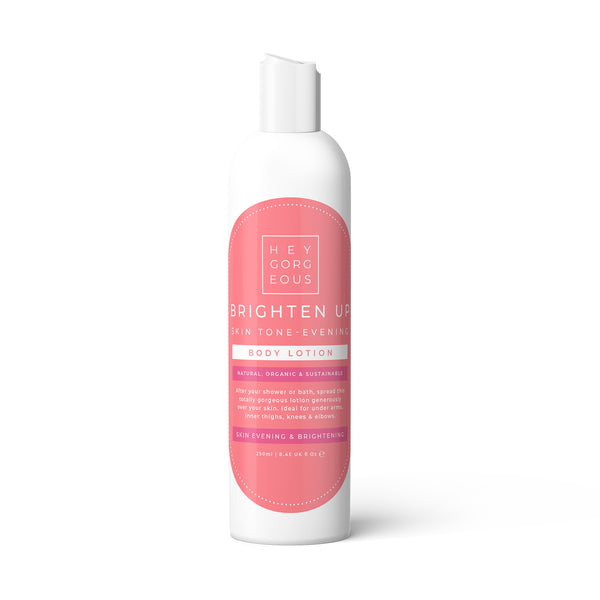 HEY
GORG
EOUS
BRIGHTEN UP
SKIN TONE-EVENING
BODY LOTION
NATURAL, ORGANIC & SUSTAINABLE
After your shower or bath, spread this
totally gorgeous lotion generously
over your skin. Ideal for under arms,
inner thighs, knees & elbows.
SKIN EVENING & BRIGHTENING
250ml | 8.45 UK fl Oz ℮